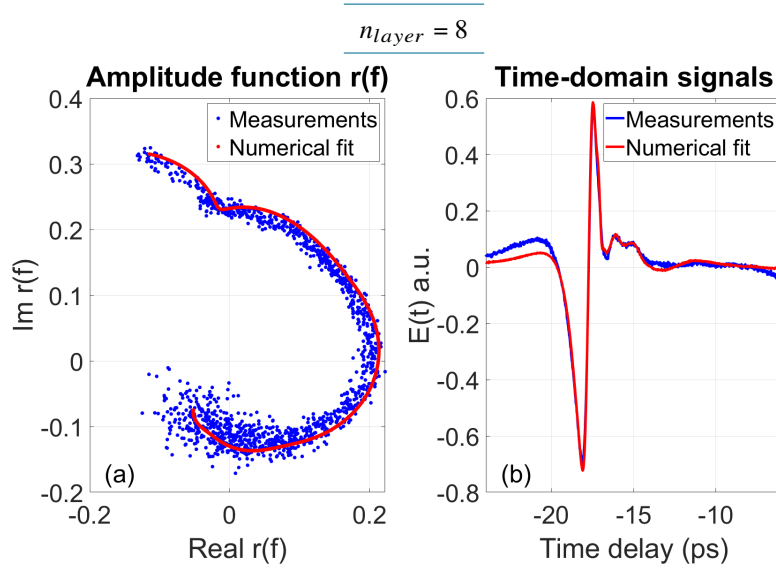 n_layer = 8
Amplitude function r(f)
Measurements
Numerical fit
0.4
0.3
0.2
0.1
0
-0.1
-0.2
Im r(f)
(a)
-0.2
0
0.2
Real r(f)
Time-domain signals
Measurements
Numerical fit
0.6
0.4
0.2
0
-0.2
-0.4
-0.6
-0.8
E(t) a.u.
(b)
-20
-15
-10
Time delay (ps)